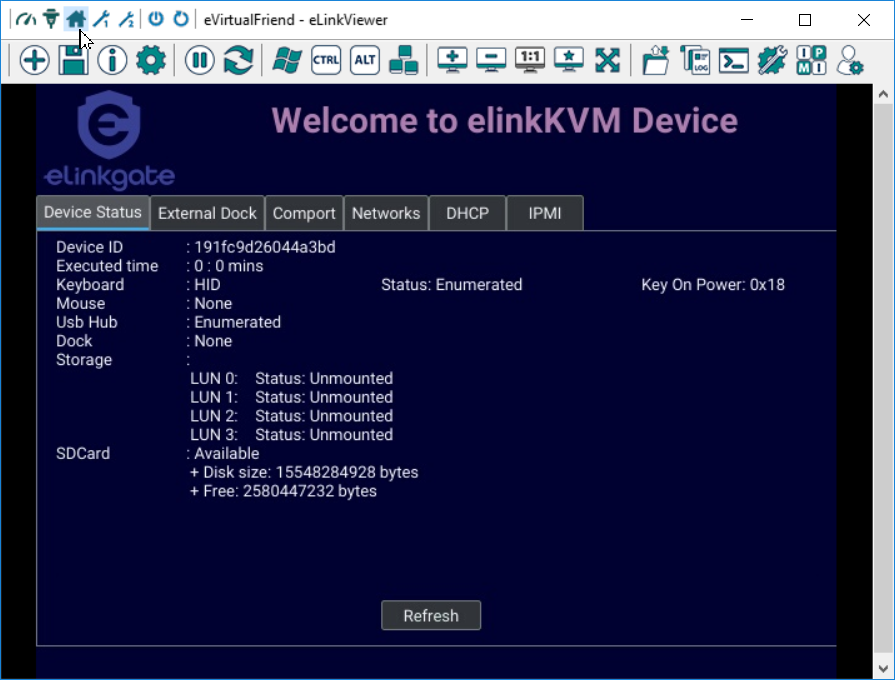 eVirtualFriend - eLinkViewer
CTRL ALT 1:1 LOG I P M I
eLinkgate
Welcome to elinkKVM Device
Device Status External Dock Comport Networks DHCP IPMI
Device ID : 191fc9d26044a3bd
Executed time : 0 : 0 mins
Keyboard : HID Status: Enumerated Key On Power: 0x18
Mouse : None
Usb Hub : Enumerated
Dock : None
Storage :
LUN 0: Status: Unmounted
LUN 1: Status: Unmounted
LUN 2: Status: Unmounted
LUN 3: Status: Unmounted
SDCard : Available
+ Disk size: 15548284928 bytes
+ Free: 2580447232 bytes
Refresh